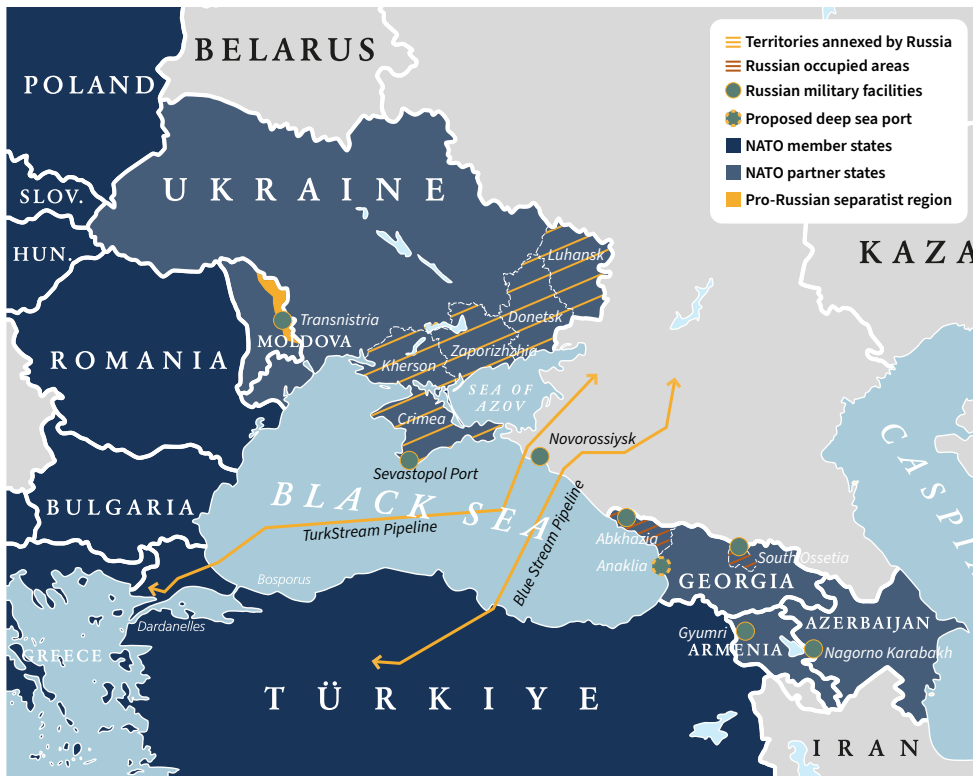 BELARUS
POLAND
Territories annexed by Russia
Russian occupied areas
Russian military facilities
Proposed deep sea port
NATO member states
NATO partner states
Pro-Russian separatist region
SLOV.
UKRAINE
HUN.
KAZA
Luhansk
Transnistria
Donetsk
MOLDOVA
Zaporizhzhia
ROMANIA
Kherson
SEA OF
AZOV
Crimea
Novorossiysk
Sevastopol Port
CASPI
BLACK SEA
BULGARIA
TurkStream Pipeline
Blue Stream Pipeline
Abkhazia
South Ossetia
Anaklia
Bosporus
GEORGIA
Dardanelles
AZERBAIJAN
Gyumri
ARMENIA
Nagorno Karabakh
GREECE
TÜRKIYE
IRAN